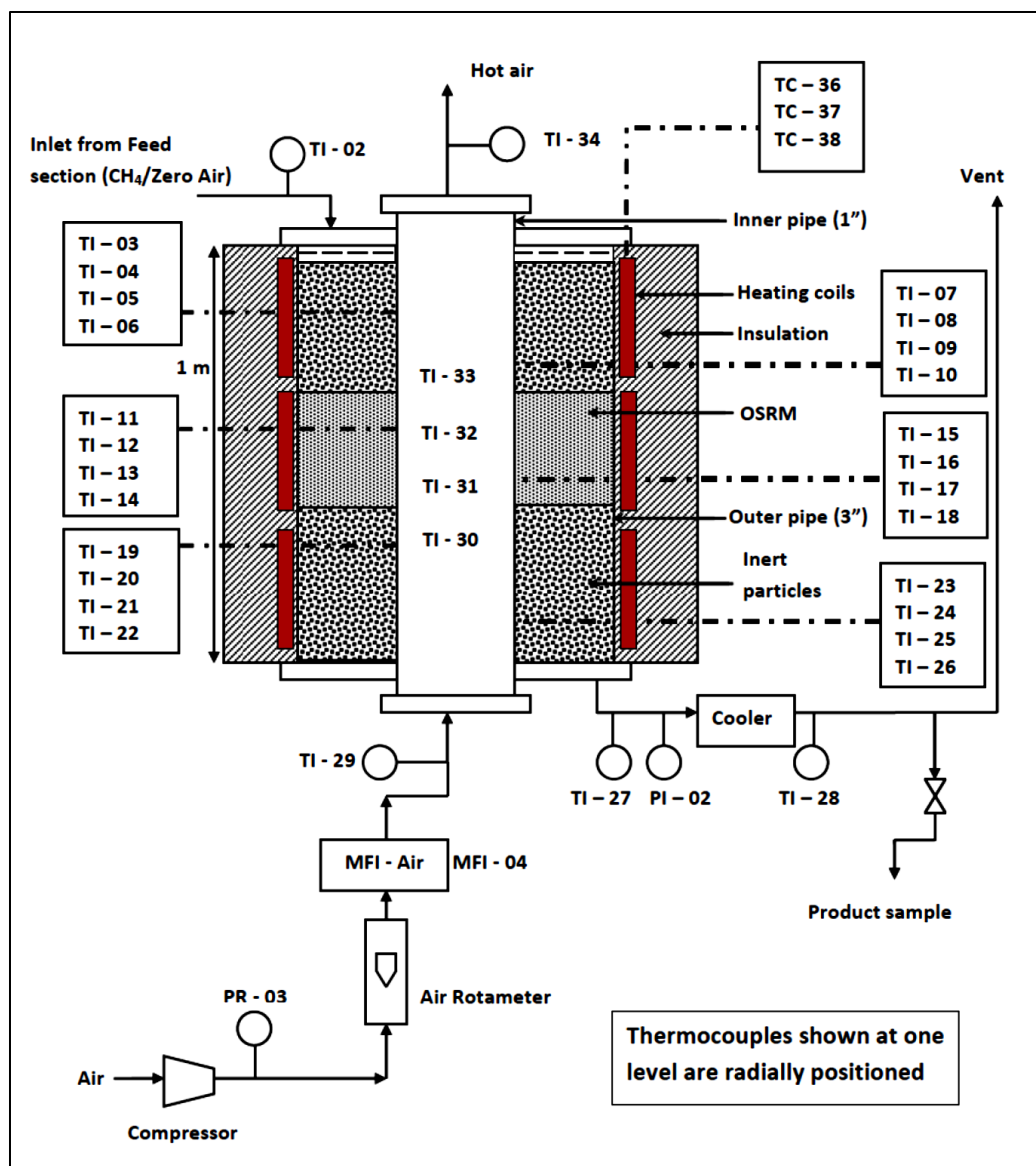 Hot air
TC – 36
TC – 37
TC – 38
TI - 34
TI - 02
Inlet from Feed
section (CH₄/Zero Air)
Vent
Inner pipe (1”)
TI – 03
TI – 04
TI – 05
TI – 06
Heating coils
Insulation
TI – 07
TI – 08
TI – 09
TI – 10
1 m
TI - 33
OSRM
TI – 11
TI – 12
TI – 13
TI – 14
TI - 32
TI – 15
TI – 16
TI – 17
TI – 18
TI - 31
Outer pipe (3”)
TI - 30
TI – 19
TI – 20
TI – 21
TI – 22
Inert
particles
TI – 23
TI – 24
TI – 25
TI – 26
Cooler
TI - 29
TI – 27
PI – 02
TI – 28
MFI - Air
MFI - 04
Product sample
Air Rotameter
PR - 03
Thermocouples shown at one
level are radially positioned
Air
Compressor